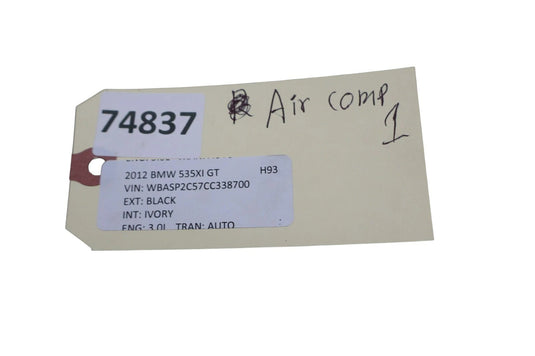 Air comp
1
74837
2012 BMW 535XI GT H93
VIN: WBASP2C57CC338700
EXT: BLACK
INT: IVORY
ENG: 3.0L TRAN: AUTO